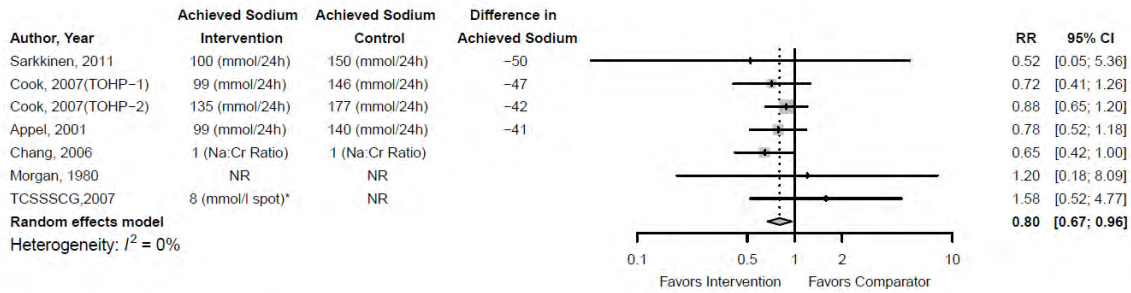 Achieved Sodium Achieved Sodium Difference in
Author, Year Intervention Control Achieved Sodium RR 95% CI
Sarkkinen, 2011 100 (mmol/24h) 150 (mmol/24h) −50 0.52 [0.05; 5.36]
Cook, 2007(TOHP−1) 99 (mmol/24h) 146 (mmol/24h) −47 0.72 [0.41; 1.26]
Cook, 2007(TOHP−2) 135 (mmol/24h) 177 (mmol/24h) −42 0.88 [0.65; 1.20]
Appel, 2001 99 (mmol/24h) 140 (mmol/24h) −41 0.78 [0.52; 1.18]
Chang, 2006 1 (Na:Cr Ratio) 1 (Na:Cr Ratio) 0.65 [0.42; 1.00]
Morgan, 1980 NR NR 1.20 [0.18; 8.09]
TCSSSCG,2007 8 (mmol/l spot)* NR 1.58 [0.52; 4.77]
Random effects model 0.80 [0.67; 0.96]
Heterogeneity: I² = 0%
0.1 0.5 1 2 10
Favors Intervention Favors Comparator